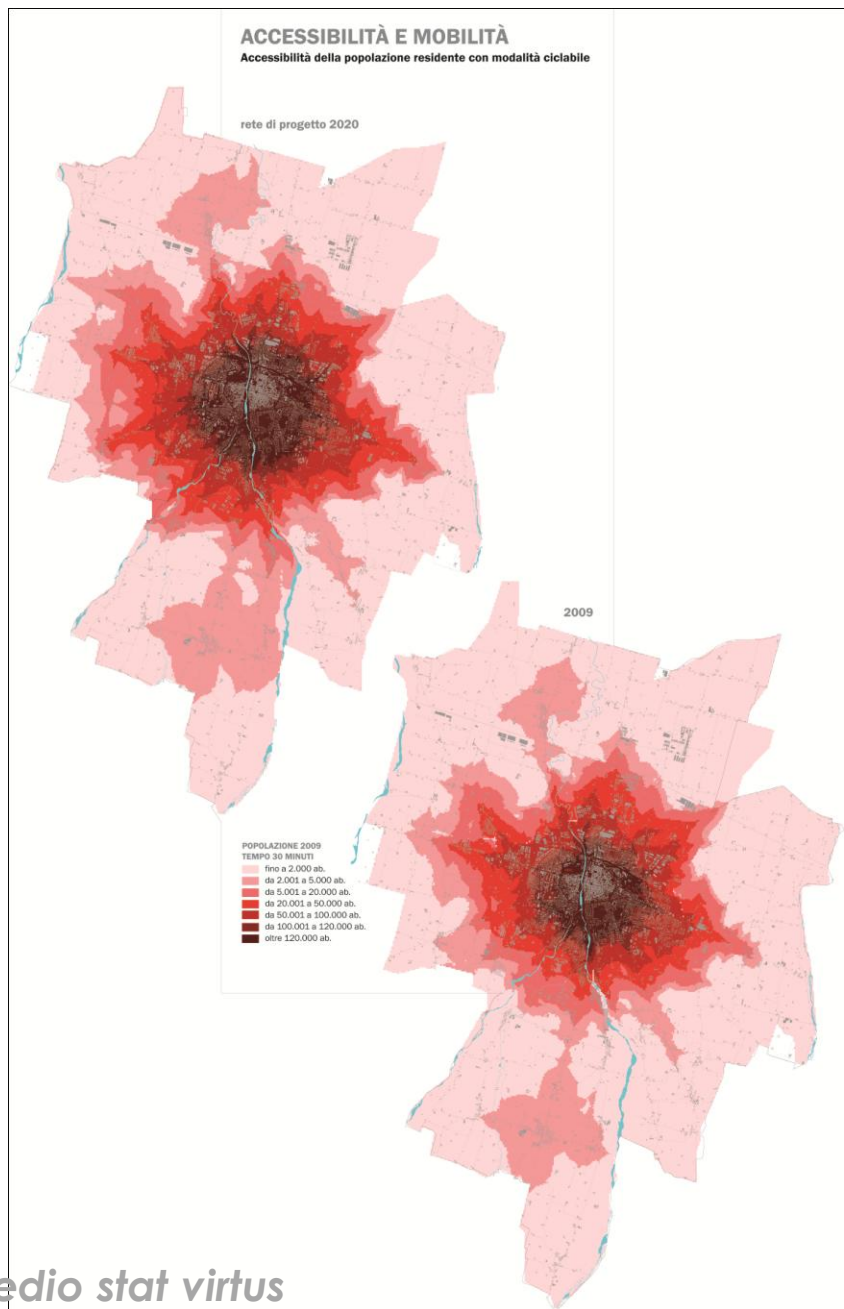 ACCESSIBILITÀ E MOBILITÀ
Accessibilità della popolazione residente con modalità ciclabile
rete di progetto 2020
2009
POPOLAZIONE 2009
TEMPO 30 MINUTI
fino a 2.000 ab.
da 2.001 a 5.000 ab.
da 5.001 a 20.000 ab.
da 20.001 a 50.000 ab.
da 50.001 a 100.000 ab.
da 100.001 a 120.000 ab.
oltre 120.000 ab.
edio stat virtus